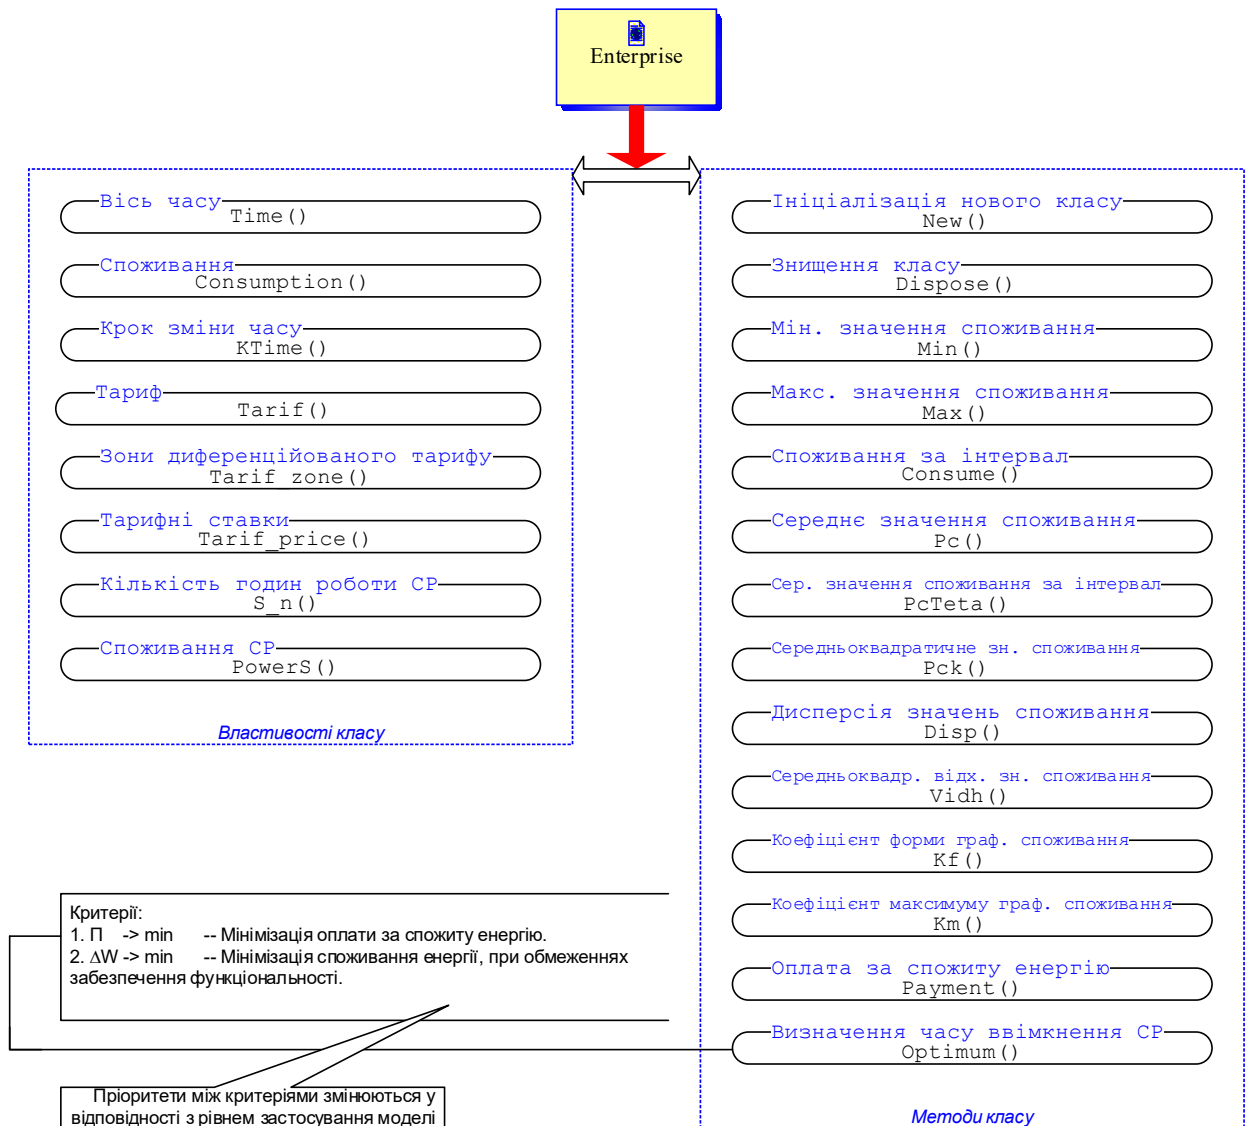 Enterprise
Вісь часу
Time()
Споживання
Consumption()
Крок зміни часу
KTime()
Тариф
Tarif()
Зони диференційованого тарифу
Tarif_zone()
Тарифні ставки
Tarif_price()
Кількість годин роботи СР
S_n()
Споживання СР
PowerS()
Властивості класу
Ініціалізація нового класу
New()
Знищення класу
Dispose()
Мін. значення споживання
Min()
Макс. значення споживання
Max()
Споживання за інтервал
Consume()
Середнє значення споживання
Pc()
Сер. значення споживання за інтервал
PcTeta()
Середньоквадратичне зн. споживання
Pck()
Дисперсія значень споживання
Disp()
Середньоквадр. відх. зн. споживання
Vidh()
Коефіцієнт форми граф. споживання
Kf()
Коефіцієнт максимуму граф. споживання
Km()
Оплата за спожиту енергію
Payment()
Визначення часу ввімкнення СР
Optimum()
Методи класу
Критерії:
1. П -> min -- Мінімізація оплати за спожиту енергію.
2. ΔW -> min -- Мінімізація споживання енергії, при обмеженнях
забезпечення функціональності.
Пріоритети між критеріями змінюються у
відповідності з рівнем застосування моделі